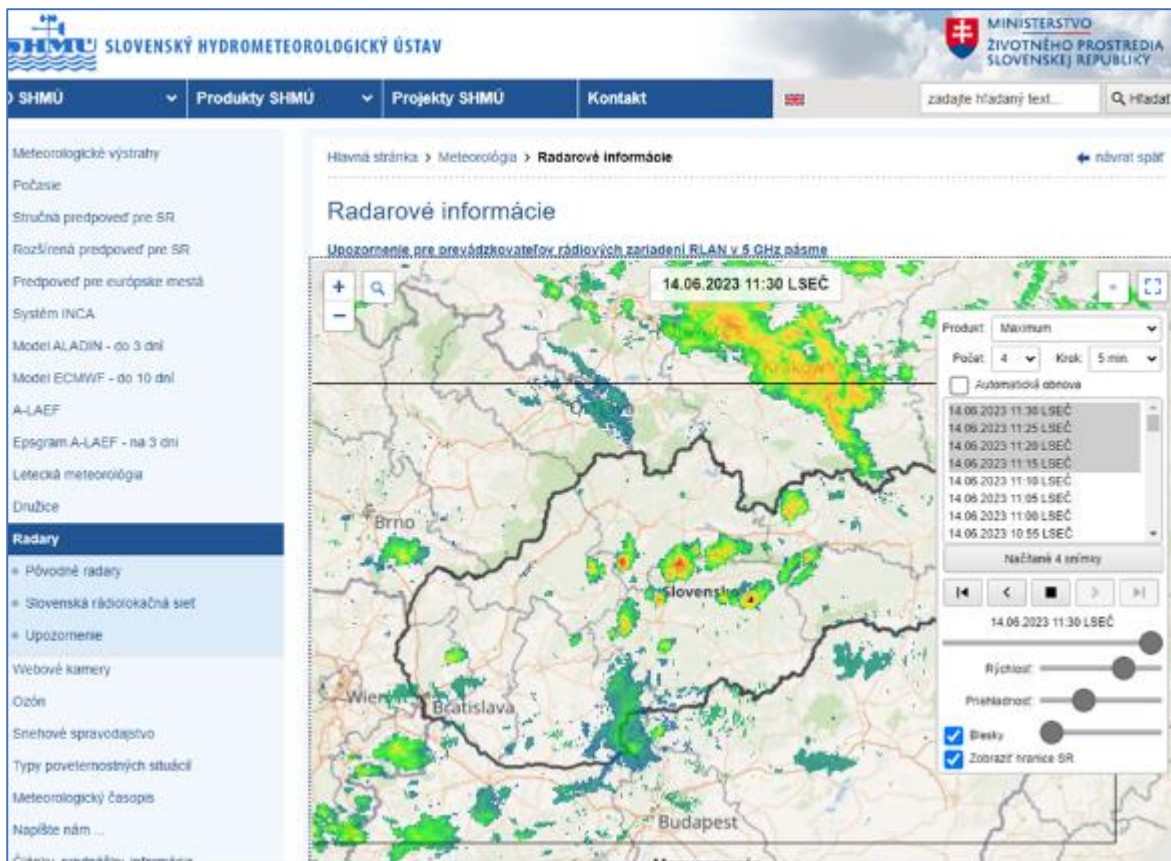 SHMÚ SLOVENSKÝ HYDROMETEOROLOGICKÝ ÚSTAV
MINISTERSTVO
ŽIVOTNÉHO PROSTREDIA
SLOVENSKEJ REPUBLIKY
O SHMÚ Produkty SHMÚ Projekty SHMÚ Kontakt zadajte hľadaný text... Hľadať
Meteorologické výstrahy
Počasie
Stručná predpoveď pre SR
Rozšírená predpoveď pre SR
Predpoveď pre európske mestá
Systém INCA
Model ALADIN - do 3 dní
Model ECMWF - do 10 dní
A-LAEF
Epsgram A-LAEF - na 3 dni
Letecká meteorológia
Družice
Radary
Pôvodné radary
Slovenská rádiorokačná sieť
Upozornenie
Webové kamery
Ozón
Snehové spravodajstvo
Typy poveternostných situácií
Meteorologický časopis
Napíšte nám ...
Články, prednášky, informácie
Hlavná stránka > Meteorológia > Radarové informácie
návrat späť
Radarové informácie
Upozornenie pre prevádzkovateľov rádiových zariadení RLAN v 5 GHz pásme
+
−
14.06.2023 11:30 LSEČ
Kraków
Brno
Slovensko
Wien
Bratislava
Budapest
Produkt: Maximum
Počet: 4 Krok: 5 min.
Automatická obnova
14.06.2023 11:30 LSEČ
14.06.2023 11:25 LSEČ
14.06.2023 11:20 LSEČ
14.06.2023 11:15 LSEČ
14.06.2023 11:10 LSEČ
14.06.2023 11:05 LSEČ
14.06.2023 11:00 LSEČ
14.06.2023 10:55 LSEČ
Načítané 4 snímky
14.06.2023 11:30 LSEČ
Rýchlosť:
Priehľadnosť:
Blesky
Zobraziť hranice SR